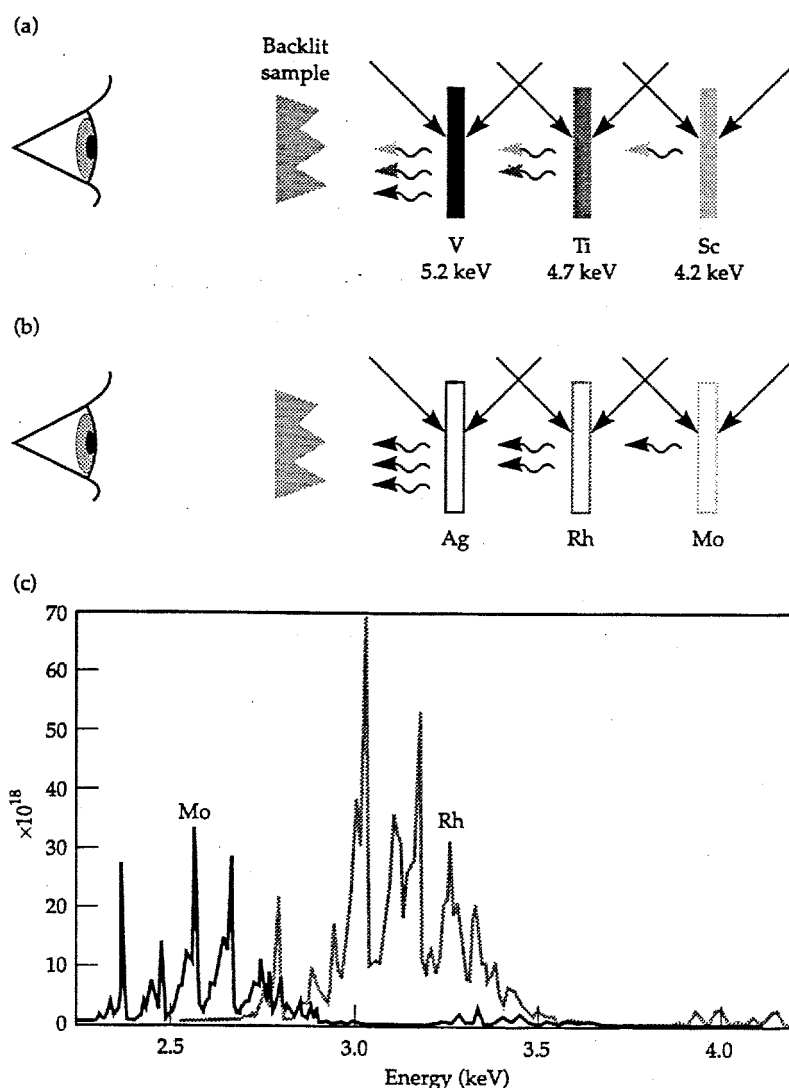 (a)
Backlit
sample
V Ti Sc
5.2 keV 4.7 keV 4.2 keV
(b)
Ag Rh Mo
(c)
70
60
50
40
30
20
10
0
×10¹⁸
Mo
Rh
2.5 3.0 3.5 4.0
Energy (keV)